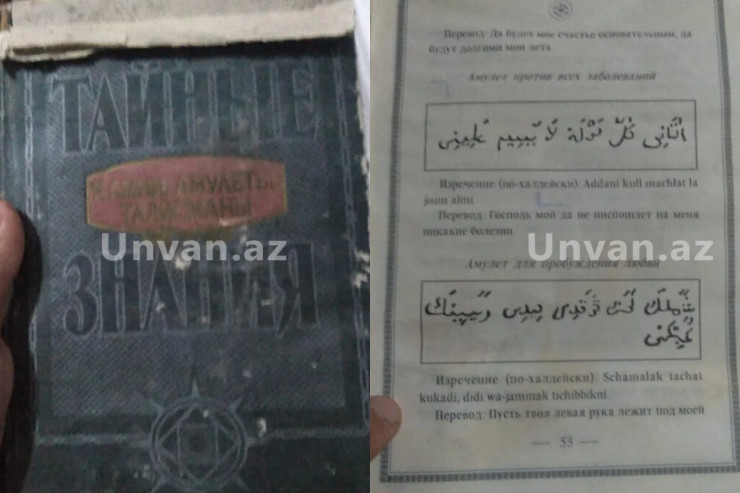 ТАЙНЫЕ
КАМНИ АМУЛЕТЫ
ТАЛИСМАНЫ
ЗНАНИЯ
Unvan.az
Перевод: Да будет мое счастье основательным, да
будут долгими мои лета.
Амулет против всех заболеваний
Изречение (по-халдейски): Addani kull machlat la
jisim alini.
Перевод: Господь мой да не ниспошлет на меня
никакие болезни.
Unvan.az
Амулет для пробуждения любви
Изречение (по-халдейски): Schamalak tachat
kukadi, didi wa-jaminak tichibbikni.
Перевод: Пусть твоя левая рука лежит под моей
— 53 —